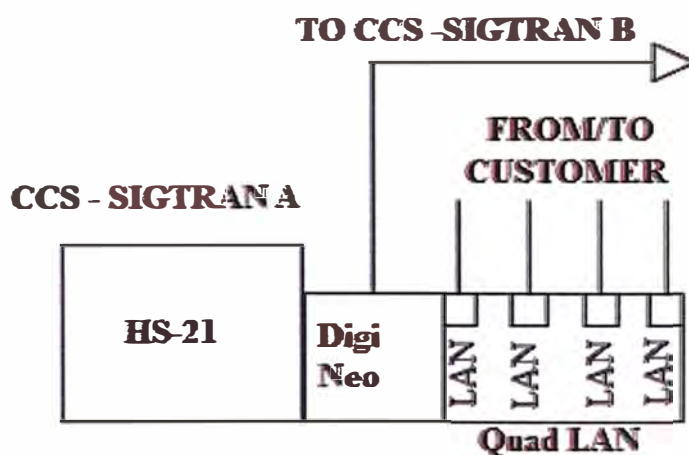 TO CCS -SIGTRAN B
FROM/TO
CUSTOMER
CCS - SIGTRAN A
HS-21
Digi
Neo
LAN
LAN
LAN
LAN
Quad LAN